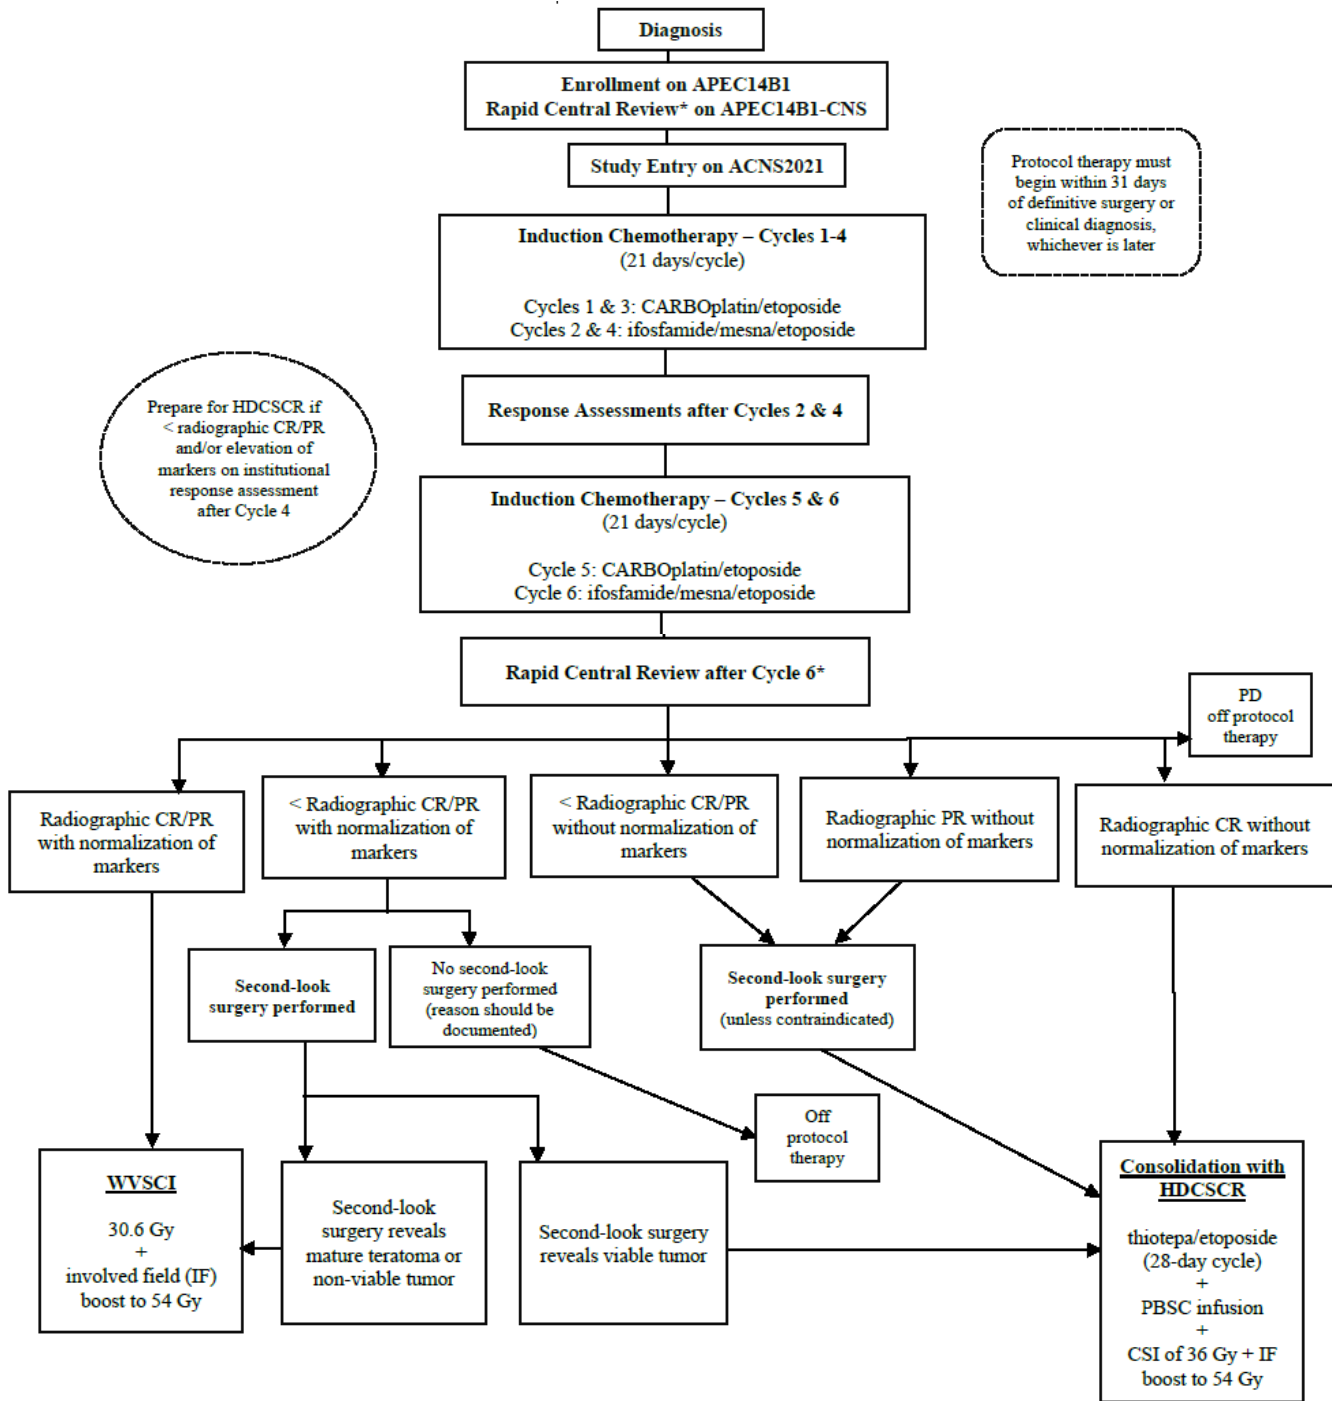 Diagnosis
Enrollment on APEC14B1
Rapid Central Review* on APEC14B1-CNS
Study Entry on ACNS2021
Protocol therapy must
begin within 31 days
of definitive surgery or
clinical diagnosis,
whichever is later
Induction Chemotherapy – Cycles 1-4
(21 days/cycle)
Cycles 1 & 3: CARBOplatin/etoposide
Cycles 2 & 4: ifosfamide/mesna/etoposide
Prepare for HDCSCR if
< radiographic CR/PR
and/or elevation of
markers on institutional
response assessment
after Cycle 4
Response Assessments after Cycles 2 & 4
Induction Chemotherapy – Cycles 5 & 6
(21 days/cycle)
Cycle 5: CARBOplatin/etoposide
Cycle 6: ifosfamide/mesna/etoposide
Rapid Central Review after Cycle 6*
PD
off protocol
therapy
Radiographic CR/PR
with normalization of
markers
< Radiographic CR/PR
with normalization of
markers
< Radiographic CR/PR
without normalization of
markers
Radiographic PR without
normalization of markers
Radiographic CR without
normalization of markers
Second-look
surgery performed
No second-look
surgery performed
(reason should be
documented)
Second-look surgery
performed
(unless contraindicated)
Off
protocol
therapy
WVSCI
30.6 Gy
+
involved field (IF)
boost to 54 Gy
Second-look
surgery reveals
mature teratoma or
non-viable tumor
Second-look surgery
reveals viable tumor
Consolidation with
HDCSCR
thiotepa/etoposide
(28-day cycle)
+
PBSC infusion
+
CSI of 36 Gy + IF
boost to 54 Gy